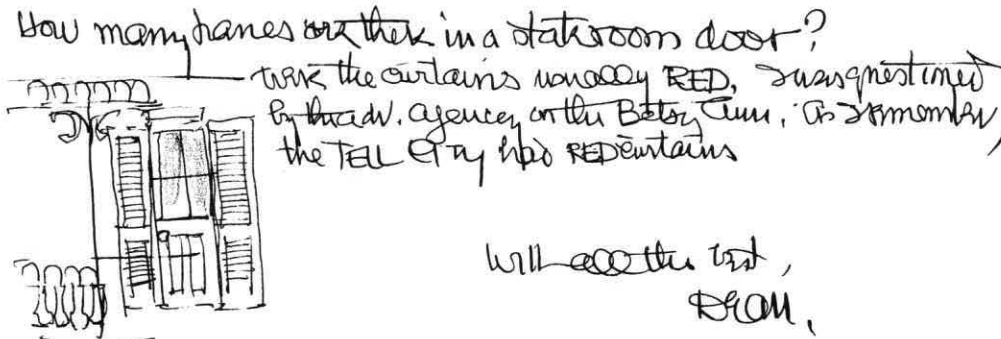 How many panes are there in a stateroom door?
were the curtains usually RED, I was questioned
by the adv. agency on the Betsy Ann, as I remember,
the TELL CITY had RED curtains
with all the best,